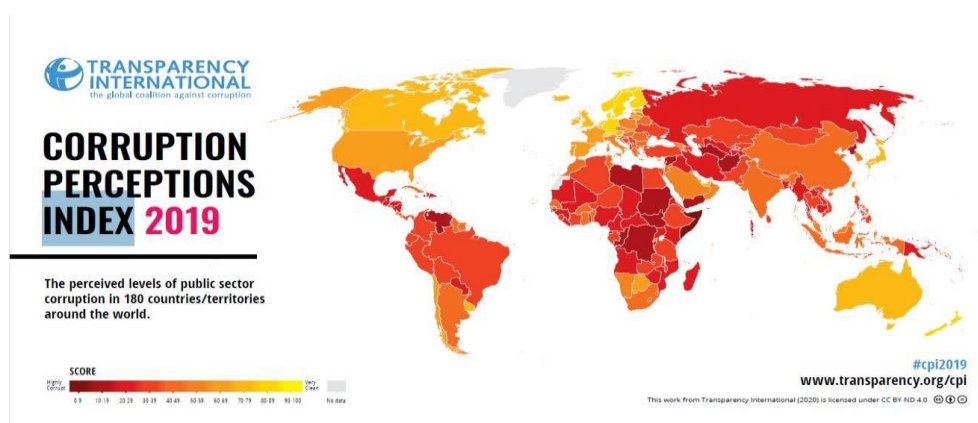 TRANSPARENCY
INTERNATIONAL
the global coalition against corruption
CORRUPTION
PERCEPTIONS
INDEX 2019
The perceived levels of public sector
corruption in 180 countries/territories
around the world.
SCORE
Highly
Corrupt
Very
Clean
0-9 10-19 20-29 30-39 40-49 50-59 60-69 70-79 80-89 90-100 No data
#cpi2019
www.transparency.org/cpi
This work from Transparency International (2020) is licensed under CC BY-ND 4.0